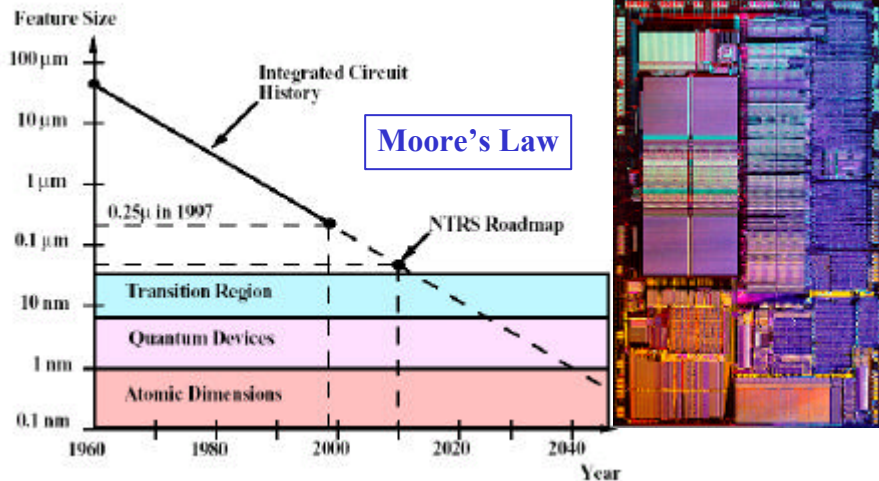 Feature Size
100 μm
Integrated Circuit
History
10 μm
Moore's Law
1 μm
0.25μ in 1997
NTRS Roadmap
0.1 μm
Transition Region
10 nm
Quantum Devices
1 nm
Atomic Dimensions
0.1 nm
1960 1980 2000 2020 2040
Year